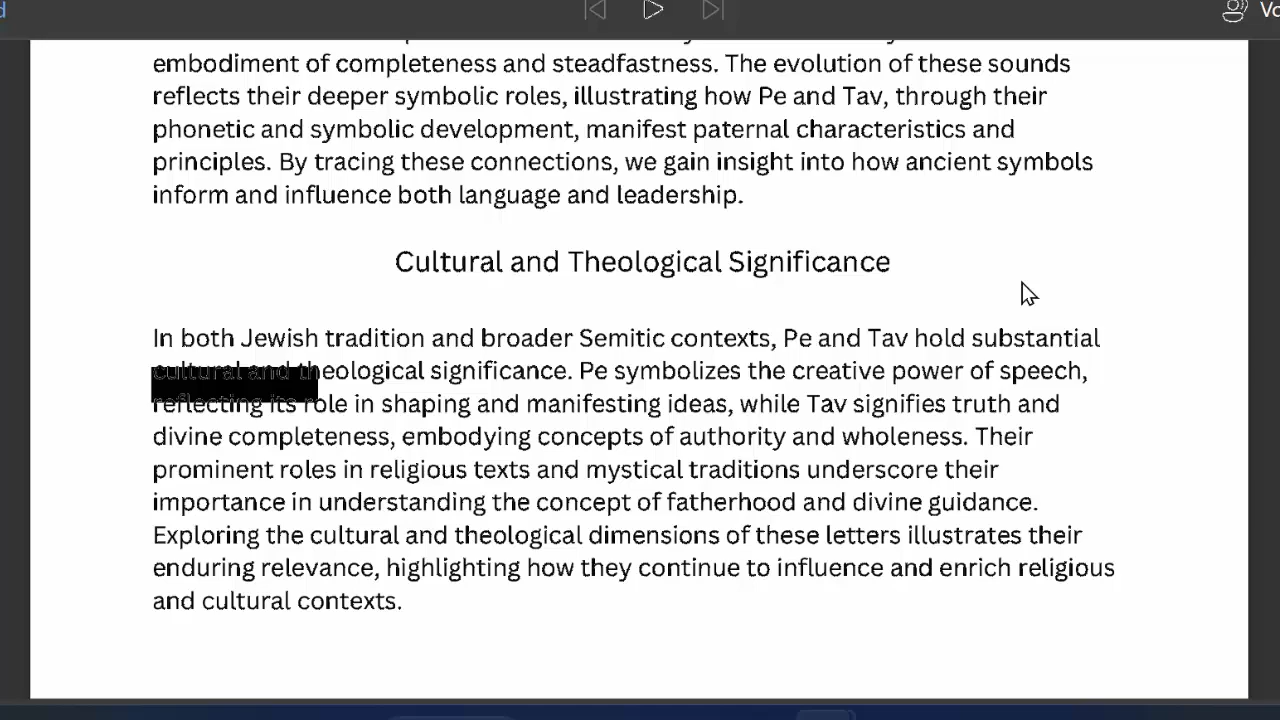 Vo
embodiment of completeness and steadfastness. The evolution of these sounds
reflects their deeper symbolic roles, illustrating how Pe and Tav, through their
phonetic and symbolic development, manifest paternal characteristics and
principles. By tracing these connections, we gain insight into how ancient symbols
inform and influence both language and leadership.
Cultural and Theological Significance
In both Jewish tradition and broader Semitic contexts, Pe and Tav hold substantial
cultural and theological significance. Pe symbolizes the creative power of speech,
reflecting its role in shaping and manifesting ideas, while Tav signifies truth and
divine completeness, embodying concepts of authority and wholeness. Their
prominent roles in religious texts and mystical traditions underscore their
importance in understanding the concept of fatherhood and divine guidance.
Exploring the cultural and theological dimensions of these letters illustrates their
enduring relevance, highlighting how they continue to influence and enrich religious
and cultural contexts.